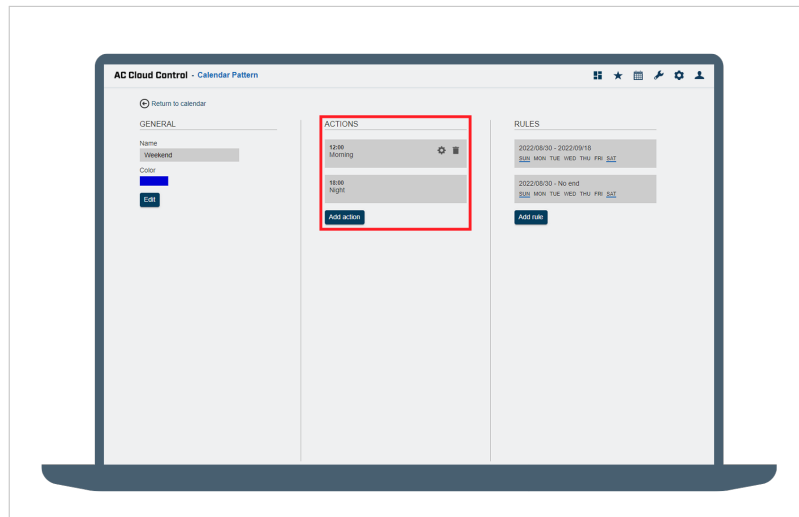 AC Cloud Control - Calendar Pattern
Return to calendar
GENERAL
Name
Weekend
Color
Edit
ACTIONS
12:00
Morning
18:00
Night
Add action
RULES
2022/08/30 - 2022/09/18
SUN MON TUE WED THU FRI SAT
2022/08/30 - No end
SUN MON TUE WED THU FRI SAT
Add rule